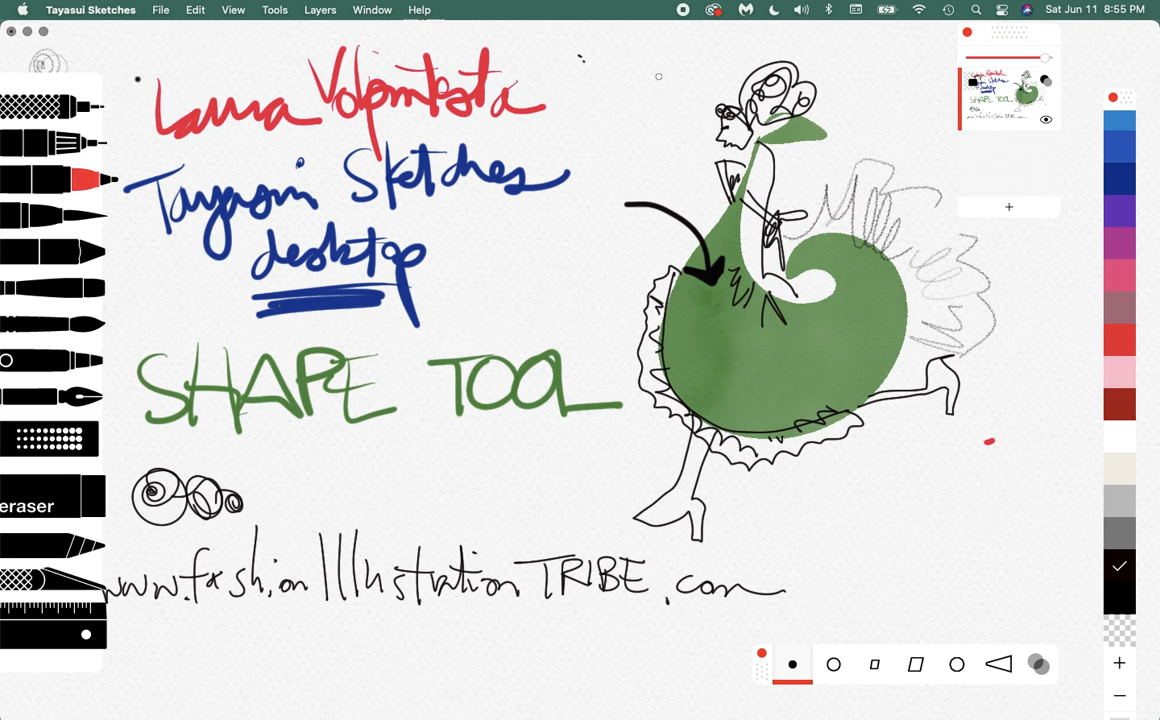 Tayasui Sketches File Edit View Tools Layers Window Help Sat Jun 11 8:55 PM
Laura Volpintesta
Tayasui Sketches
desktop
SHAPE TOOL
eraser
www.fashionIllustrationTRIBE.com